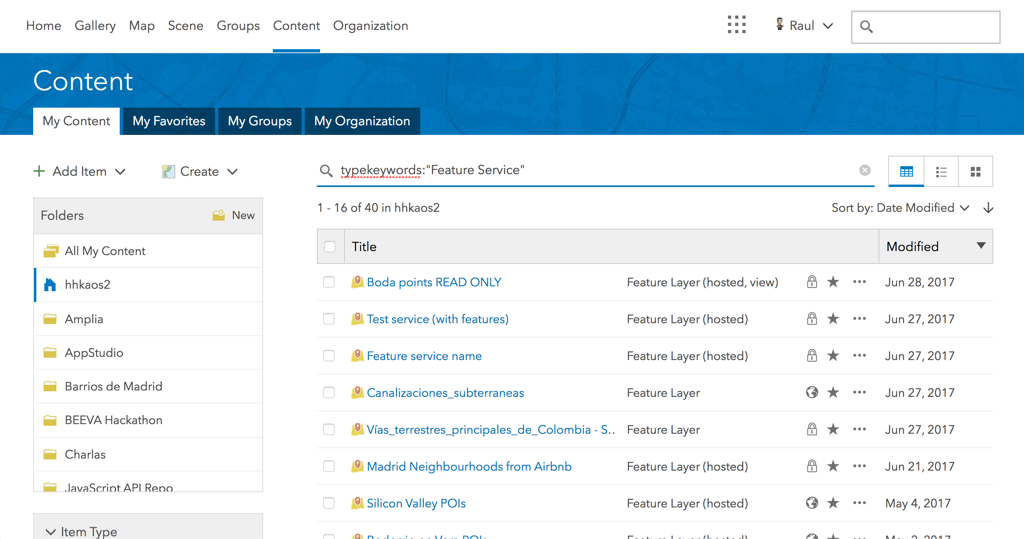 Home Gallery Map Scene Groups Content Organization Raul
Content
My Content My Favorites My Groups My Organization
Add Item Create
typekeywords:"Feature Service"
Folders New
1 - 16 of 40 in hhkaos2 Sort by: Date Modified
All My Content
hhkaos2
Amplia
AppStudio
Barrios de Madrid
BEEVA Hackathon
Charlas
JavaScript API Repo
Item Type
Title Modified
Boda points READ ONLY Feature Layer (hosted, view) Jun 28, 2017
Test service (with features) Feature Layer (hosted) Jun 27, 2017
Feature service name Feature Layer (hosted) Jun 27, 2017
Canalizaciones_subterraneas Feature Layer Jun 27, 2017
Vías_terrestres_principales_de_Colombia - S.. Feature Layer Jun 27, 2017
Madrid Neighbourhoods from Airbnb Feature Layer (hosted) Jun 21, 2017
Silicon Valley POIs Feature Layer (hosted) May 4, 2017